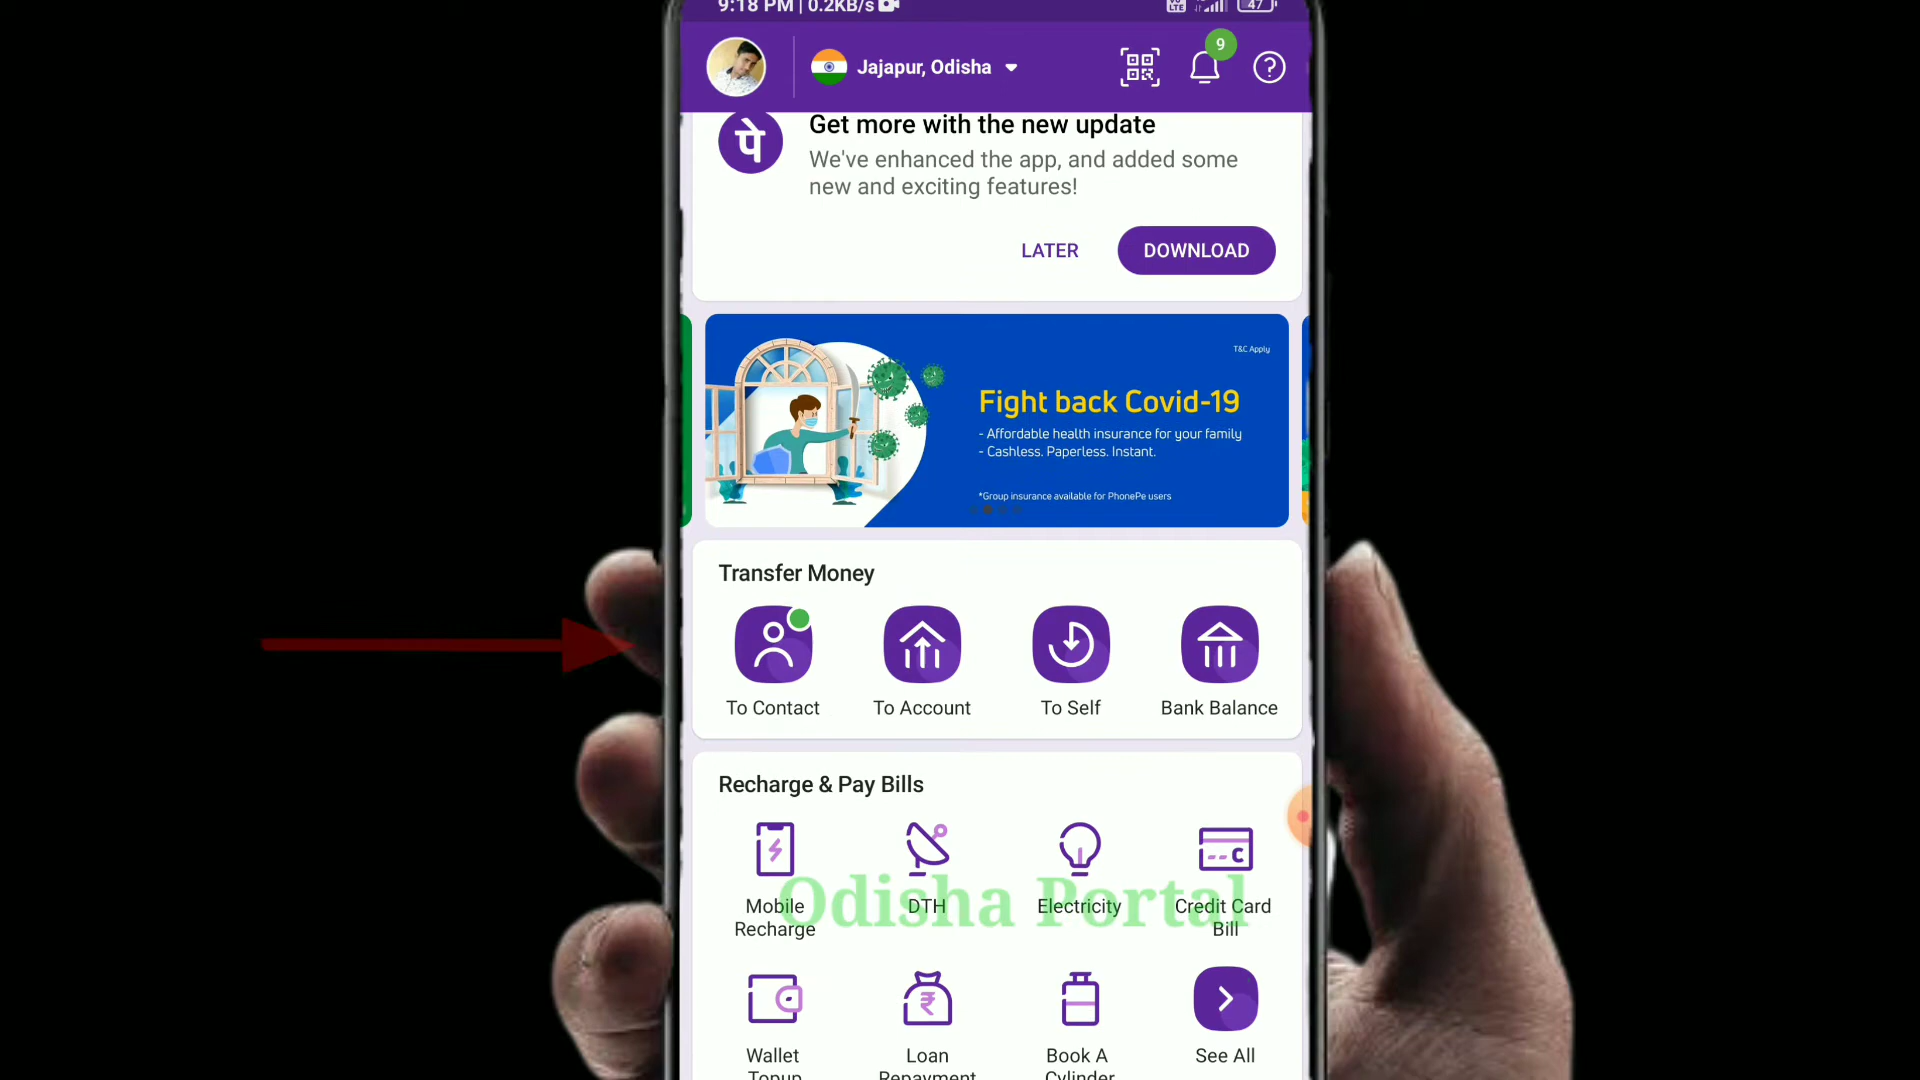 9:18 PM | 0.2KB/s
Vo
LTE
47
Jajapur, Odisha
9
पे
Get more with the new update
We've enhanced the app, and added some
new and exciting features!
LATER
DOWNLOAD
T&C Apply
Fight back Covid-19
- Affordable health insurance for your family
- Cashless. Paperless. Instant.
*Group insurance available for PhonePe users
Transfer Money
To Contact
To Account
To Self
Bank Balance
Recharge & Pay Bills
Mobile
Recharge
DTH
Electricity
Credit Card
Bill
Odisha Portal
Wallet
Topup
Loan
Repayment
Book A
Cylinder
See All